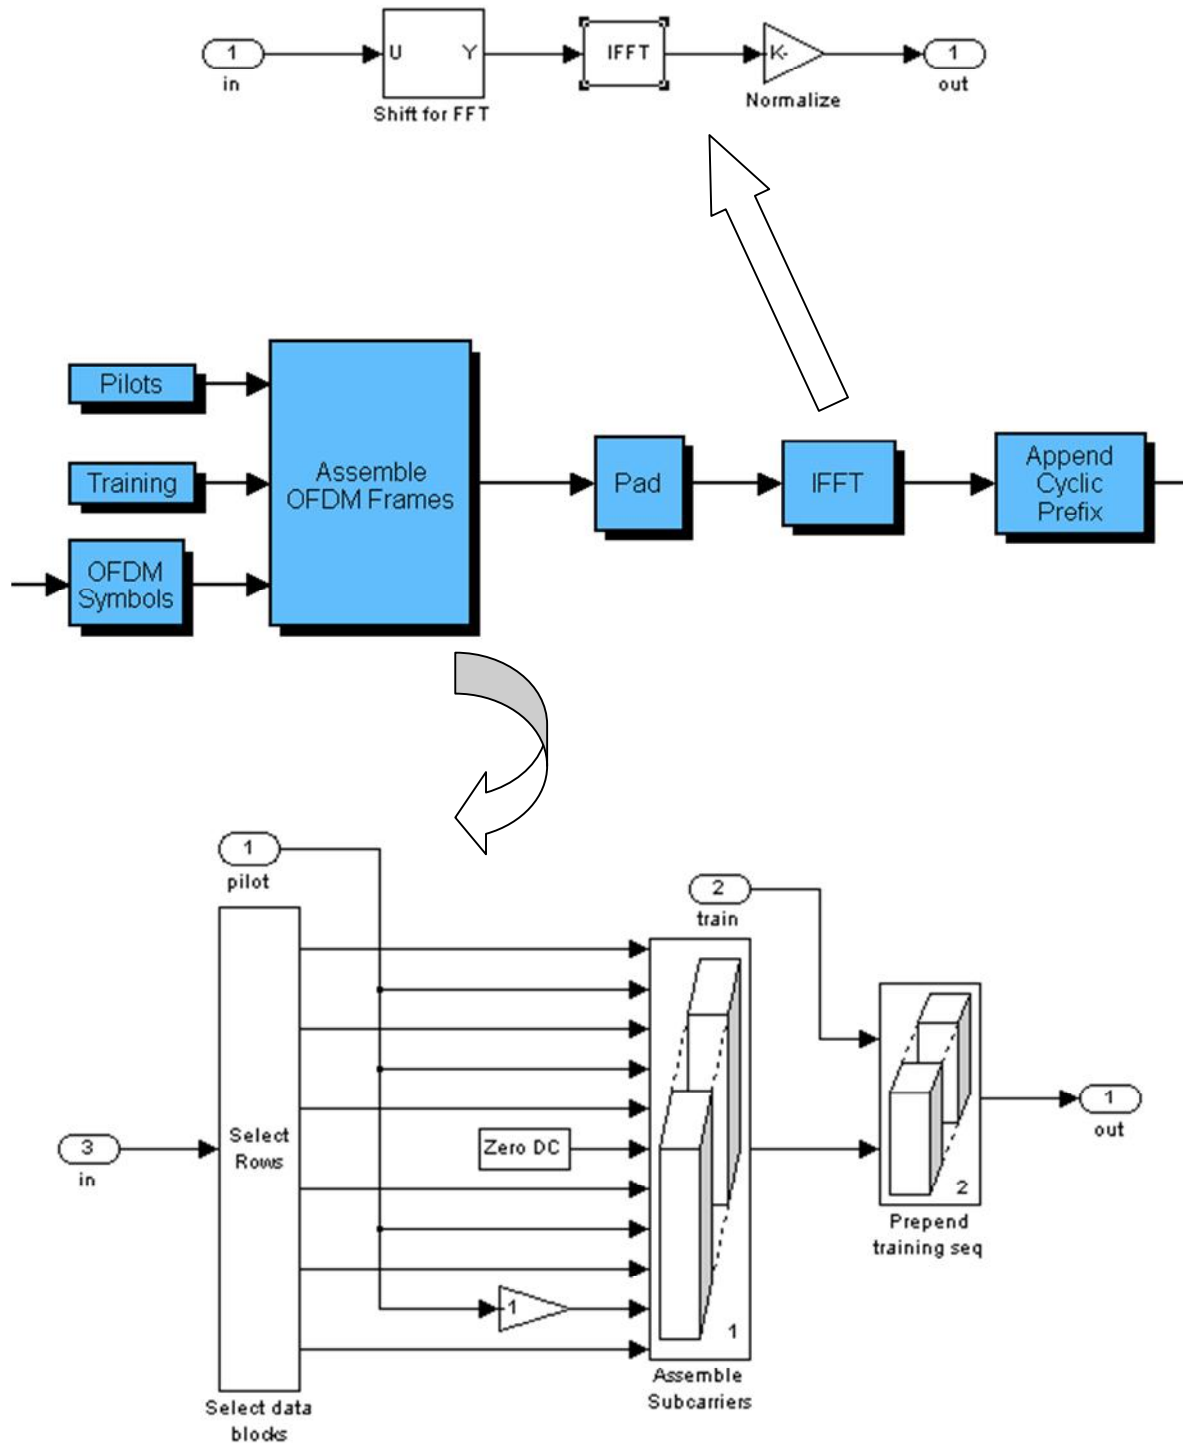 1
in
U
Y
Shift for FFT
IFFT
K-
Normalize
1
out
Pilots
Training
OFDM
Symbols
Assemble
OFDM Frames
Pad
IFFT
Append
Cyclic
Prefix
1
pilot
2
train
3
in
Select
Rows
Select data
blocks
Zero DC
-1
1
Assemble
Subcarriers
2
Prepend
training seq
1
out